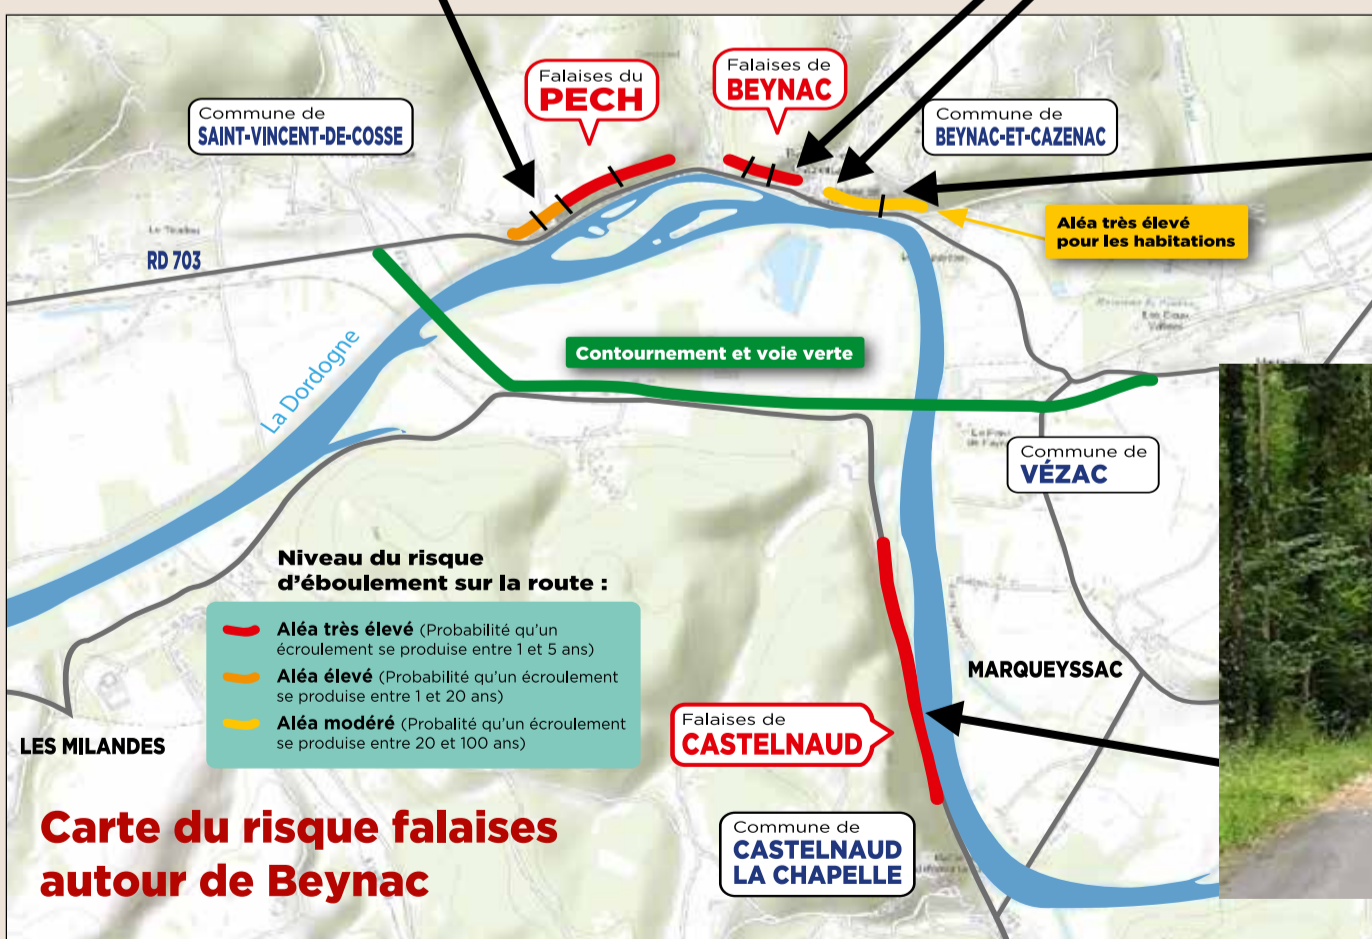 Falaises du
PECH
Falaises de
BEYNAC
Commune de
SAINT-VINCENT-DE-COSSE
Commune de
BEYNAC-ET-CAZENAC
Aléa très élevé
pour les habitations
RD 703
La Dordogne
Contournement et voie verte
Commune de
VÉZAC
Niveau du risque
d'éboulement sur la route :
Aléa très élevé (Probabilité qu'un
écroulement se produise entre 1 et 5 ans)
Aléa élevé (Probabilité qu'un écroulement
se produise entre 1 et 20 ans)
Aléa modéré (Probalité qu'un écroulement
se produise entre 20 et 100 ans)
MARQUEYSSAC
LES MILANDES
Falaises de
CASTELNAUD
Commune de
CASTELNAUD
LA CHAPELLE
Carte du risque falaises
autour de Beynac